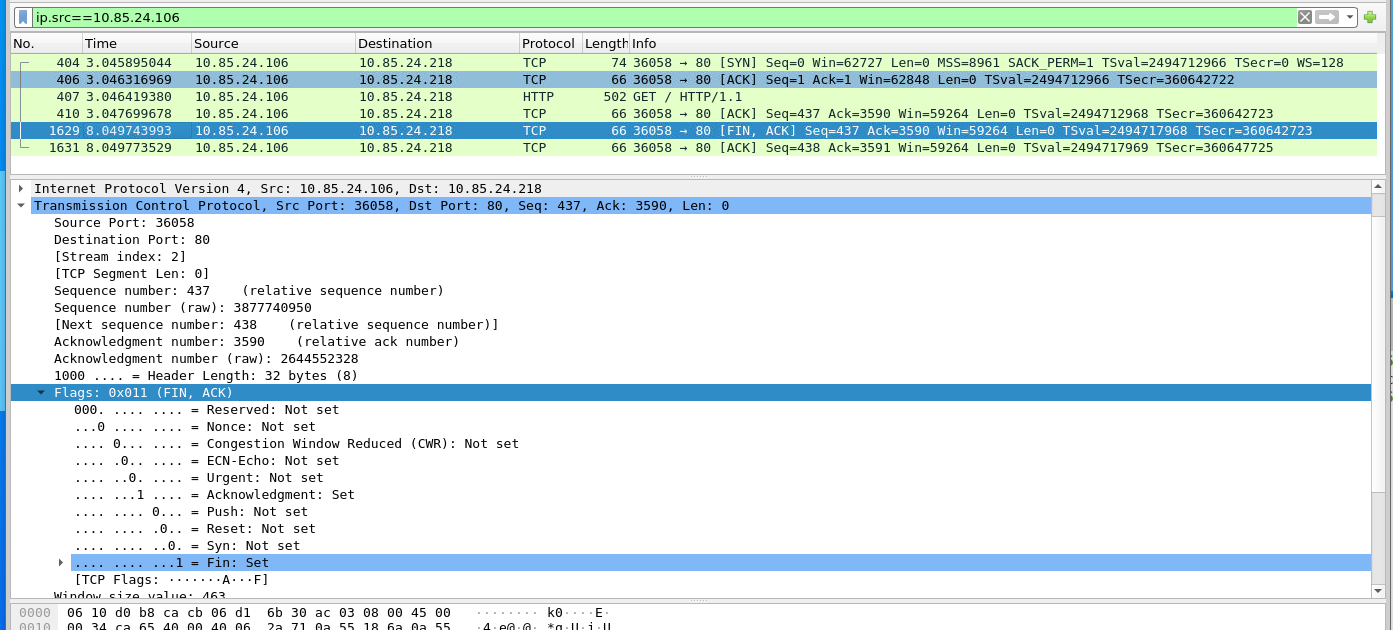 ip.src==10.85.24.106
No. Time Source Destination Protocol Length Info
404 3.045895044 10.85.24.106 10.85.24.218 TCP 74 36058 → 80 [SYN] Seq=0 Win=62727 Len=0 MSS=8961 SACK_PERM=1 TSval=2494712966 TSecr=0 WS=128
406 3.046316969 10.85.24.106 10.85.24.218 TCP 66 36058 → 80 [ACK] Seq=1 Ack=1 Win=62848 Len=0 TSval=2494712966 TSecr=360642722
407 3.046419380 10.85.24.106 10.85.24.218 HTTP 502 GET / HTTP/1.1
410 3.047699678 10.85.24.106 10.85.24.218 TCP 66 36058 → 80 [ACK] Seq=437 Ack=3590 Win=59264 Len=0 TSval=2494712968 TSecr=360642723
1629 8.049743993 10.85.24.106 10.85.24.218 TCP 66 36058 → 80 [FIN, ACK] Seq=437 Ack=3590 Win=59264 Len=0 TSval=2494717968 TSecr=360642723
1631 8.049773529 10.85.24.106 10.85.24.218 TCP 66 36058 → 80 [ACK] Seq=438 Ack=3591 Win=59264 Len=0 TSval=2494717969 TSecr=360647725
Internet Protocol Version 4, Src: 10.85.24.106, Dst: 10.85.24.218
Transmission Control Protocol, Src Port: 36058, Dst Port: 80, Seq: 437, Ack: 3590, Len: 0
Source Port: 36058
Destination Port: 80
[Stream index: 2]
[TCP Segment Len: 0]
Sequence number: 437    (relative sequence number)
Sequence number (raw): 3877740950
[Next sequence number: 438    (relative sequence number)]
Acknowledgment number: 3590    (relative ack number)
Acknowledgment number (raw): 2644552328
1000 .... = Header Length: 32 bytes (8)
Flags: 0x011 (FIN, ACK)
000. .... .... = Reserved: Not set
...0 .... .... = Nonce: Not set
.... 0... .... = Congestion Window Reduced (CWR): Not set
.... .0.. .... = ECN-Echo: Not set
.... ..0. .... = Urgent: Not set
.... ...1 .... = Acknowledgment: Set
.... .... 0... = Push: Not set
.... .... .0.. = Reset: Not set
.... .... ..0. = Syn: Not set
.... .... ...1 = Fin: Set
[TCP Flags: ·······A···F]
Window size value: 463
0000 06 10 d0 b8 ca cb 06 d1 6b 30 ac 03 08 00 45 00 ········ k0····E·
0010 00 34 ca 65 40 00 40 06 2a 71 0a 55 18 6a 0a 55 ·4·e@·@· *q·U·j·U